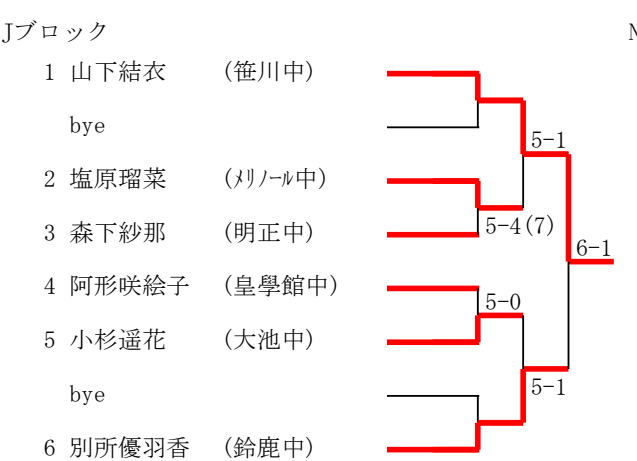 Jブロック
1 山下結衣 (笹川中)
bye
5-1
2 塩原瑠菜 (ﾒﾘﾉｰﾙ中)
5-4(7)
3 森下紗那 (明正中)
6-1
4 阿形咲絵子 (皇學館中)
5-0
5 小杉遥花 (大池中)
bye
5-1
6 別所優羽香 (鈴鹿中)